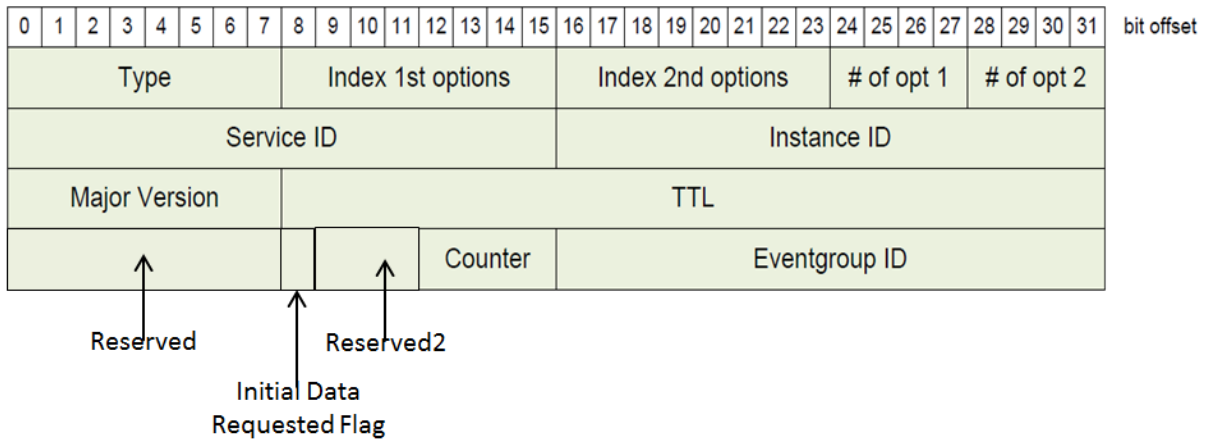 0 1 2 3 4 5 6 7 8 9 10 11 12 13 14 15 16 17 18 19 20 21 22 23 24 25 26 27 28 29 30 31 bit offset
Type Index 1st options Index 2nd options # of opt 1 # of opt 2
Service ID Instance ID
Major Version TTL
Counter Eventgroup ID
Reserved Reserved2
Initial Data
Requested Flag